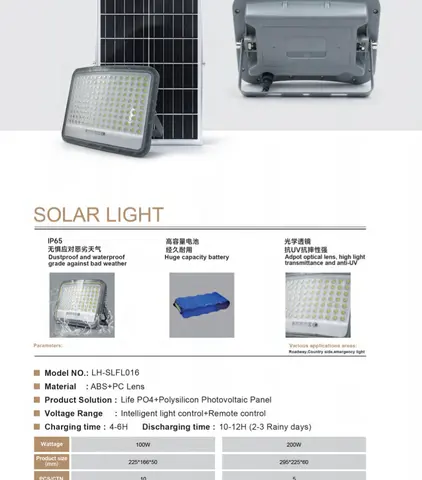 SOLAR LIGHT
IP65
无惧应对恶劣天气
Dustproof and waterproof
grade against bad weather
高容量电池
经久耐用
Huge capacity battery
光学透镜
抗UV抗摔性强
Adpot optical lens, high light
transmittance and anti-UV
Parameters:
Various applications areas:
Roadway,Country side,emergency light
Model NO.: LH-SLFL016
Material : ABS+PC Lens
Product Solution : Life PO4+Polysilicon Photovoltaic Panel
Voltage Range : Intelligent light control+Remote control
Charging time : 4-6H Discharging time : 10-12H (2-3 Rainy days)
Wattage 100W 200W
Product size
(mm) 225*166*50 295*225*60
PCS/CTN 10 5